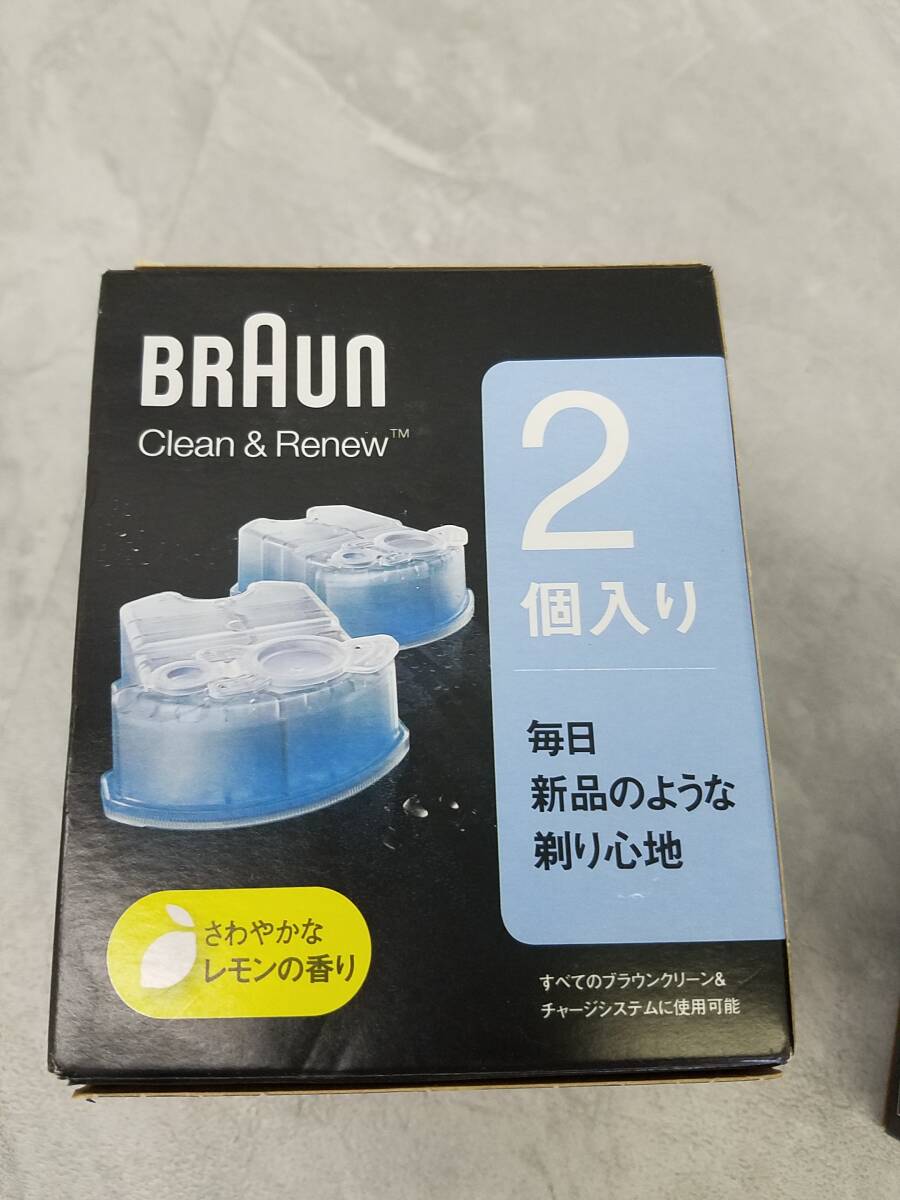 BRAUN
Clean & Renew™
2
個入り
毎日
新品のような
剃り心地
さわやかな
レモンの香り
すべてのブラウンクリーン&
チャージシステムに使用可能